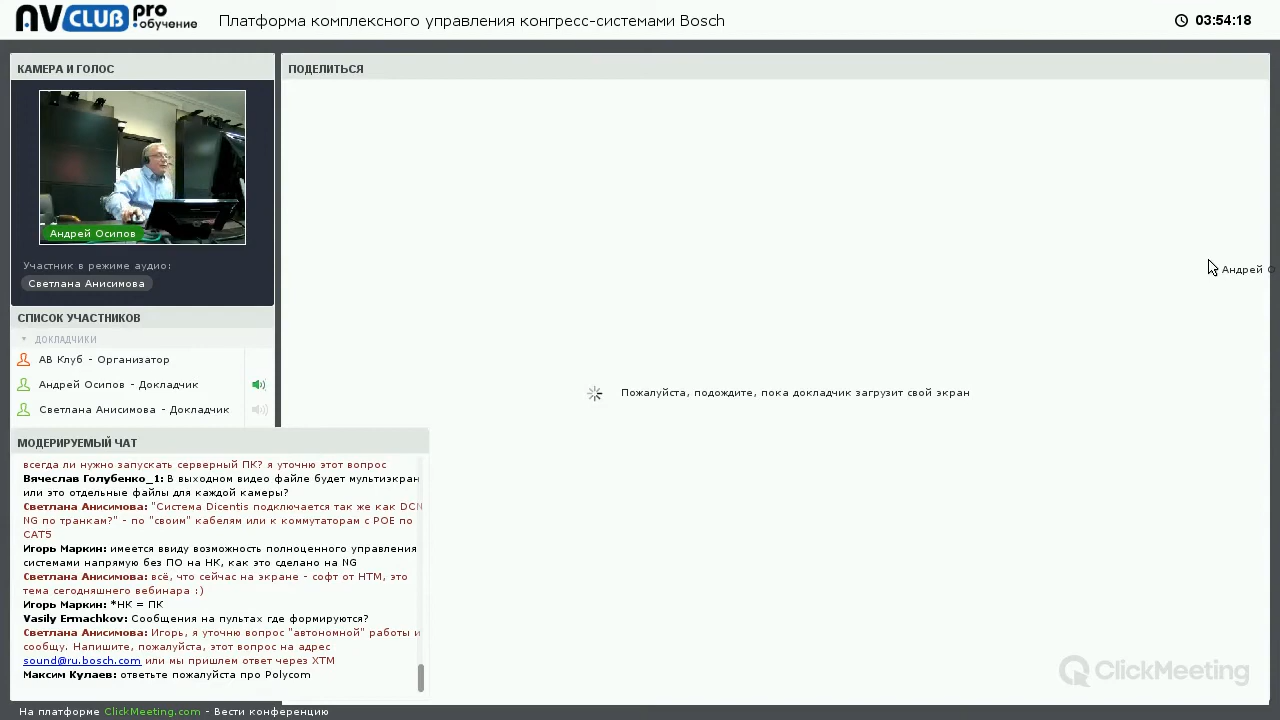 AVCLUB pro :обучение
Платформа комплексного управления конгресс-системами Bosch
03:54:18
КАМЕРА И ГОЛОС
ПОДЕЛИТЬСЯ
Андрей Осипов
Участник в режиме аудио:
Светлана Анисимова
Андрей О
СПИСОК УЧАСТНИКОВ
ДОКЛАДЧИКИ
АВ Клуб - Организатор
Андрей Осипов - Докладчик
Светлана Анисимова - Докладчик
Пожалуйста, подождите, пока докладчик загрузит свой экран
МОДЕРИРУЕМЫЙ ЧАТ
всегда ли нужно запускать серверный ПК? я уточню этот вопрос
Вячеслав Голубенко_1: В выходном видео файле будет мультиэкран
или это отдельные файлы для каждой камеры?
Светлана Анисимова: "Система Dicentis подключается так же как DCN
NG по транкам?" - по "своим" кабелям или к коммутаторам с POE по
CAT5
Игорь Маркин: имеется ввиду возможность полноценного управления
системами напрямую без ПО на НК, как это сделано на NG
Светлана Анисимова: всё, что сейчас на экране - софт от HTM, это
тема сегодняшнего вебинара :)
Игорь Маркин: *НК = ПК
Vasily Ermachkov: Сообщения на пультах где формируются?
Светлана Анисимова: Игорь, я уточню вопрос "автономной" работы и
сообщу. Напишите, пожалуйста, этот вопрос на адрес
sound@ru.bosch.com или мы пришлем ответ через ХТМ
Максим Кулаев: ответьте пожалуйста про Polycom
ClickMeeting
На платформе ClickMeeting.com - Вести конференцию